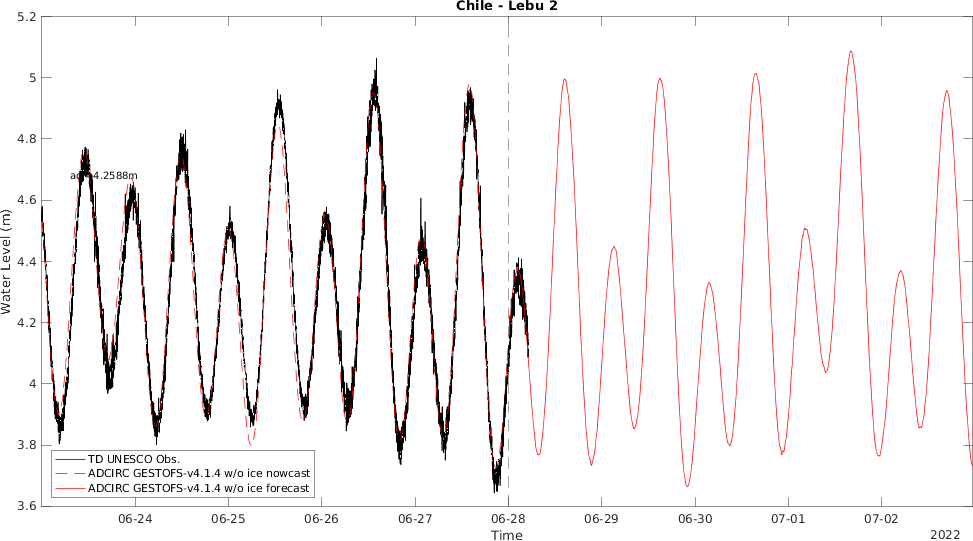 Chile - Lebu 2
5.2
5
4.8
4.6
4.4
4.2
4
3.8
3.6
Water Level (m)
4.2588m
TD UNESCO Obs.
ADCIRC GESTOFS-v4.1.4 w/o ice nowcast
ADCIRC GESTOFS-v4.1.4 w/o ice forecast
06-24 06-25 06-26 06-27 06-28 06-29 06-30 07-01 07-02
Time
2022